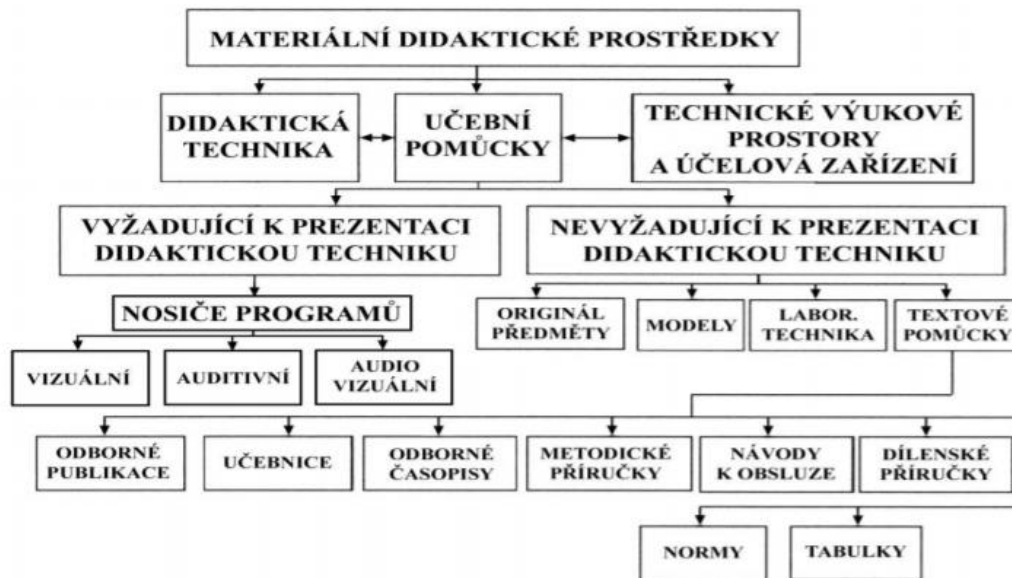 MATERIÁLNÍ DIDAKTICKÉ PROSTŘEDKY
DIDAKTICKÁ
TECHNIKA
UČEBNÍ
POMŮCKY
TECHNICKÉ VÝUKOVÉ
PROSTORY
A ÚČELOVÁ ZAŘÍZENÍ
VYŽADUJÍCÍ K PREZENTACI
DIDAKTICKOU TECHNIKU
NEVYŽADUJÍCÍ K PREZENTACI
DIDAKTICKOU TECHNIKU
NOSIČE PROGRAMŮ
ORIGINÁL
PŘEDMĚTY
MODELY
LABOR.
TECHNIKA
TEXTOVÉ
POMŮCKY
VIZUÁLNÍ
AUDITIVNÍ
AUDIO
VIZUÁLNÍ
ODBORNÉ
PUBLIKACE
UČEBNICE
ODBORNÉ
ČASOPISY
METODICKÉ
PŘÍRUČKY
NÁVODY
K OBSLUZE
DÍLENSKÉ
PŘÍRUČKY
NORMY
TABULKY